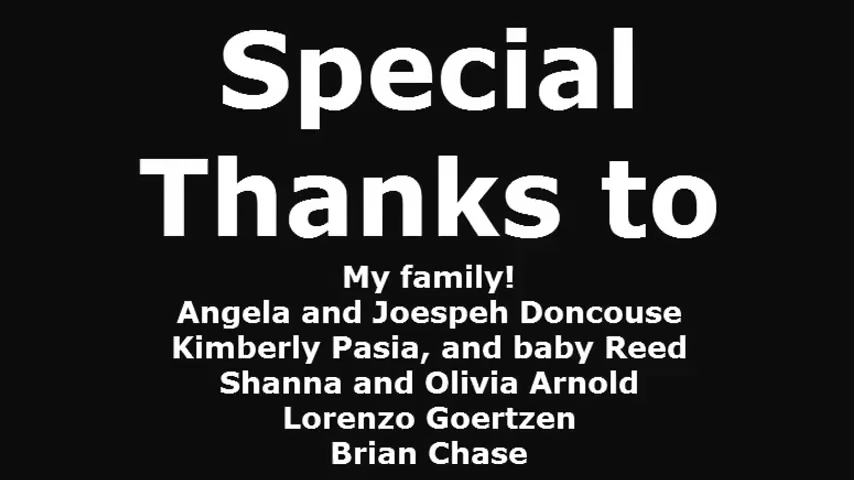 Special
Thanks to
My family!
Angela and Joespeh Doncouse
Kimberly Pasia, and baby Reed
Shanna and Olivia Arnold
Lorenzo Goertzen
Brian Chase